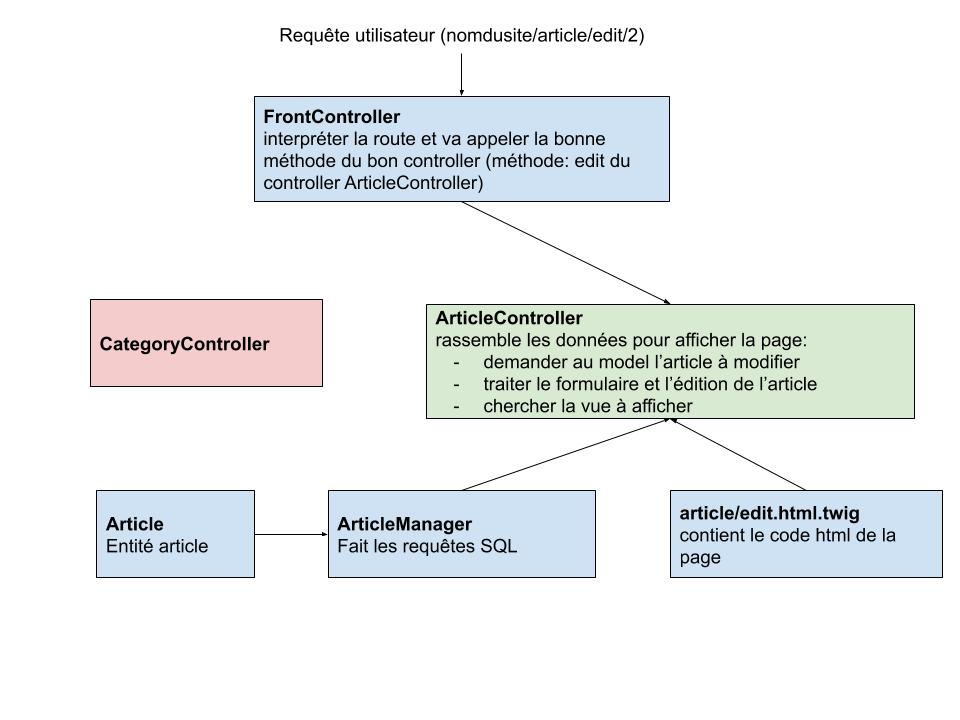 Requête utilisateur (nomdusite/article/edit/2)
FrontController
interpréter la route et va appeler la bonne
méthode du bon controller (méthode: edit du
controller ArticleController)
CategoryController
ArticleController
rassemble les données pour afficher la page:
- demander au model l’article à modifier
- traiter le formulaire et l’édition de l’article
- chercher la vue à afficher
Article
Entité article
ArticleManager
Fait les requêtes SQL
article/edit.html.twig
contient le code html de la
page